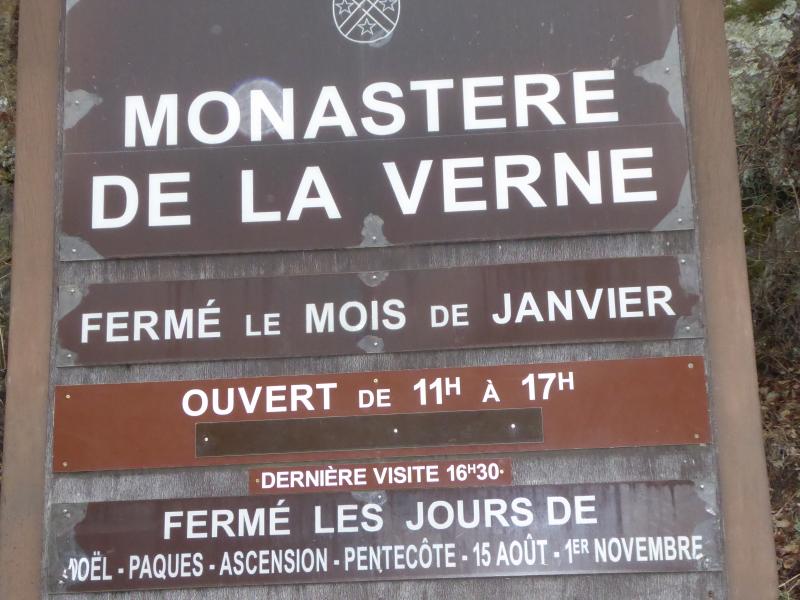 MONASTERE
DE LA VERNE
FERMÉ LE MOIS DE JANVIER
OUVERT DE 11H À 17H
DERNIÈRE VISITE 16H30
FERMÉ LES JOURS DE
NOËL - PAQUES - ASCENSION - PENTECÔTE - 15 AOÛT - 1ER NOVEMBRE